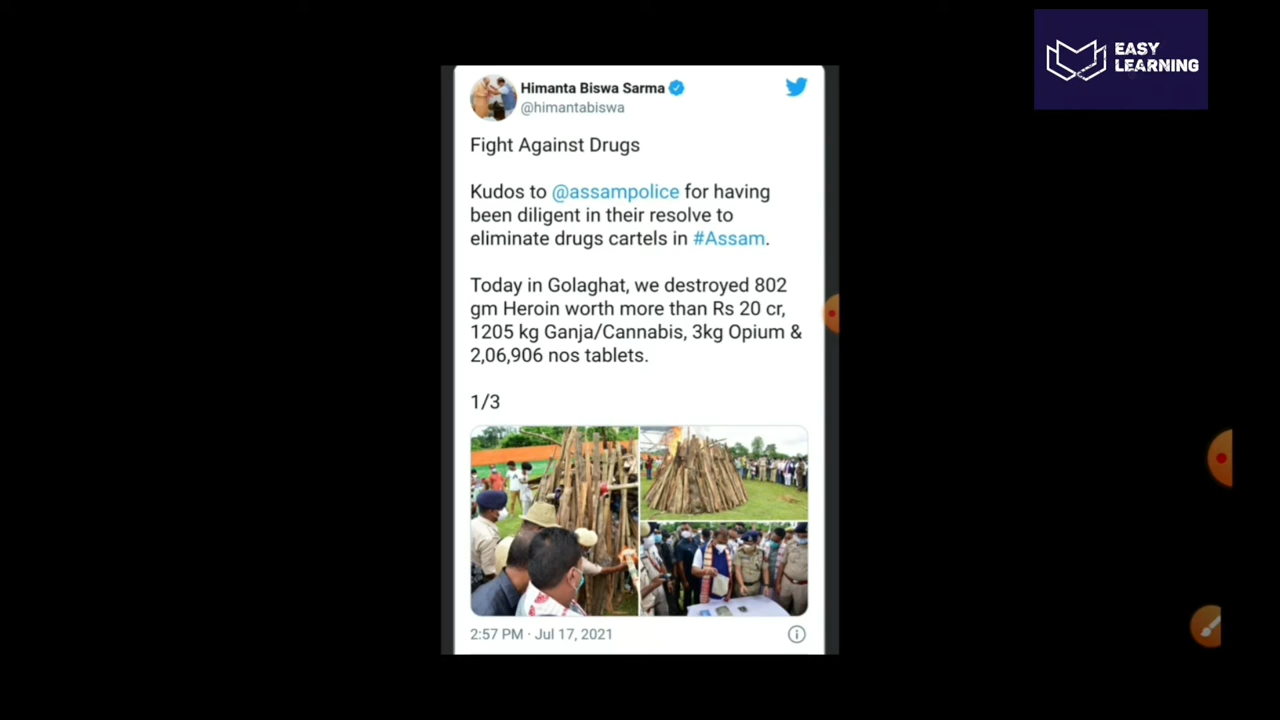 EASY
LEARNING
Himanta Biswa Sarma
@himantabiswa
Fight Against Drugs
Kudos to @assampolice for having
been diligent in their resolve to
eliminate drugs cartels in #Assam.
Today in Golaghat, we destroyed 802
gm Heroin worth more than Rs 20 cr,
1205 kg Ganja/Cannabis, 3kg Opium &
2,06,906 nos tablets.
1/3
2:57 PM · Jul 17, 2021